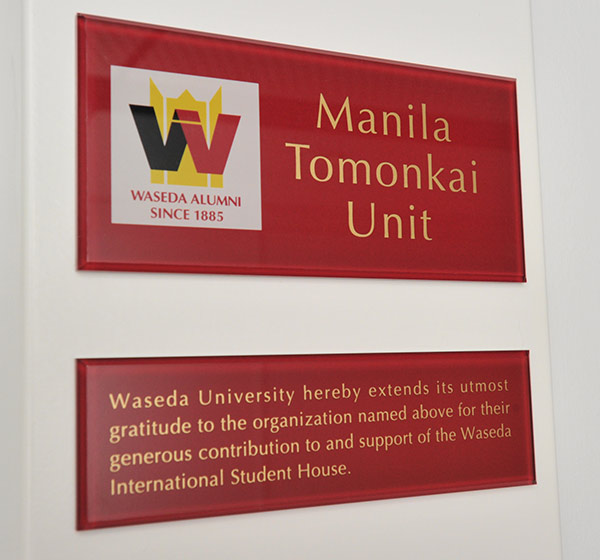 W
WASEDA ALUMNI
SINCE 1885
Manila
Tomonkai
Unit
Waseda University hereby extends its utmost
gratitude to the organization named above for their
generous contribution to and support of the Waseda
International Student House.